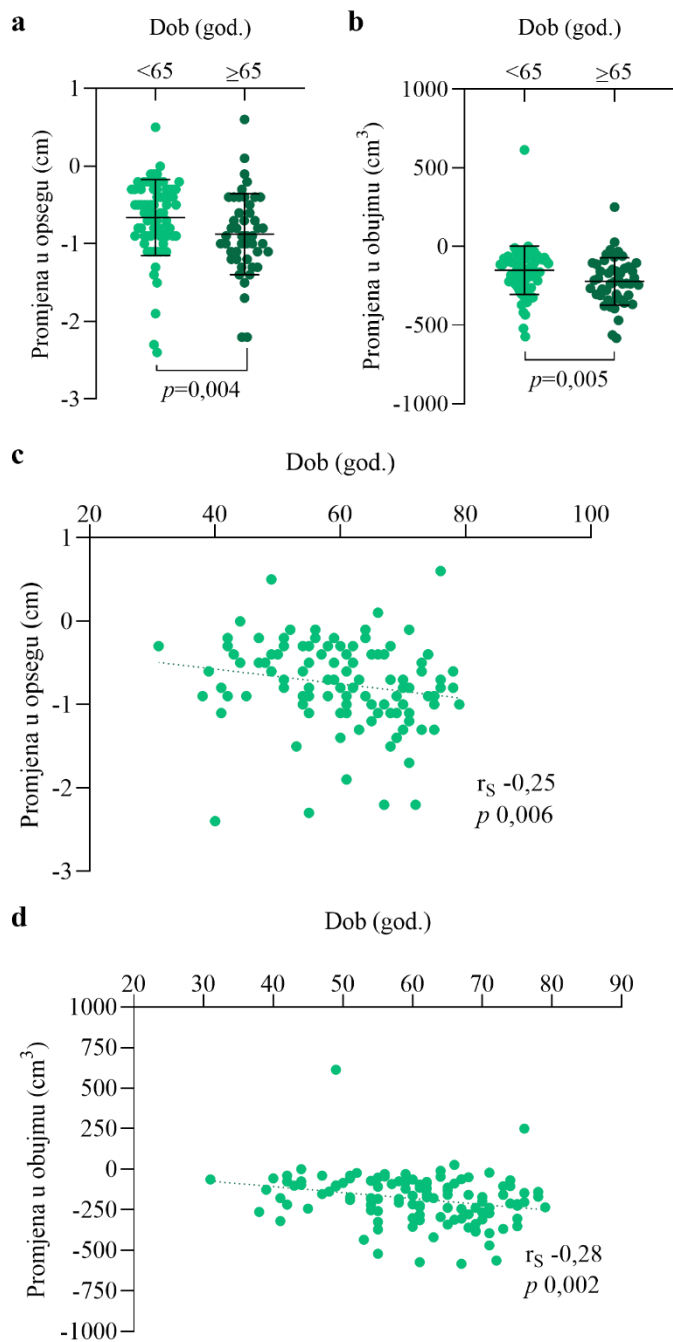 a
Dob (god.)
<65 ≥65
Promjena u opsegu (cm)
1
0
-1
-2
-3
p=0,004
b
Dob (god.)
<65 ≥65
Promjena u obujmu (cm³)
1000
500
0
-500
-1000
p=0,005
c
Dob (god.)
20 40 60 80 100
Promjena u opsegu (cm)
1
0
-1
-2
-3
rS -0,25
p 0,006
d
Dob (god.)
20 30 40 50 60 70 80 90
Promjena u obujmu (cm³)
1000
750
500
250
0
-250
-500
-750
-1000
rS -0,28
p 0,002